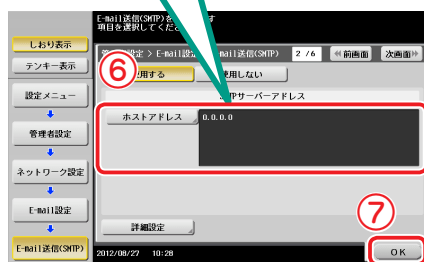 E-mail送信(SMTP)を
す
項目を選択してくだ
しおり表示
テンキー表示
設定メニュー
管理者設定
ネットワーク設定
E-mail設定
E-mail送信(SMTP)
設定 > E-mail設
mail送信(SMTP)
2 /6
前画面
次画面
⑥
用する
使用しない
サーバーアドレス
ホストアドレス
0.0.0.0
詳細設定
⑦
2012/08/27 10:28
OK